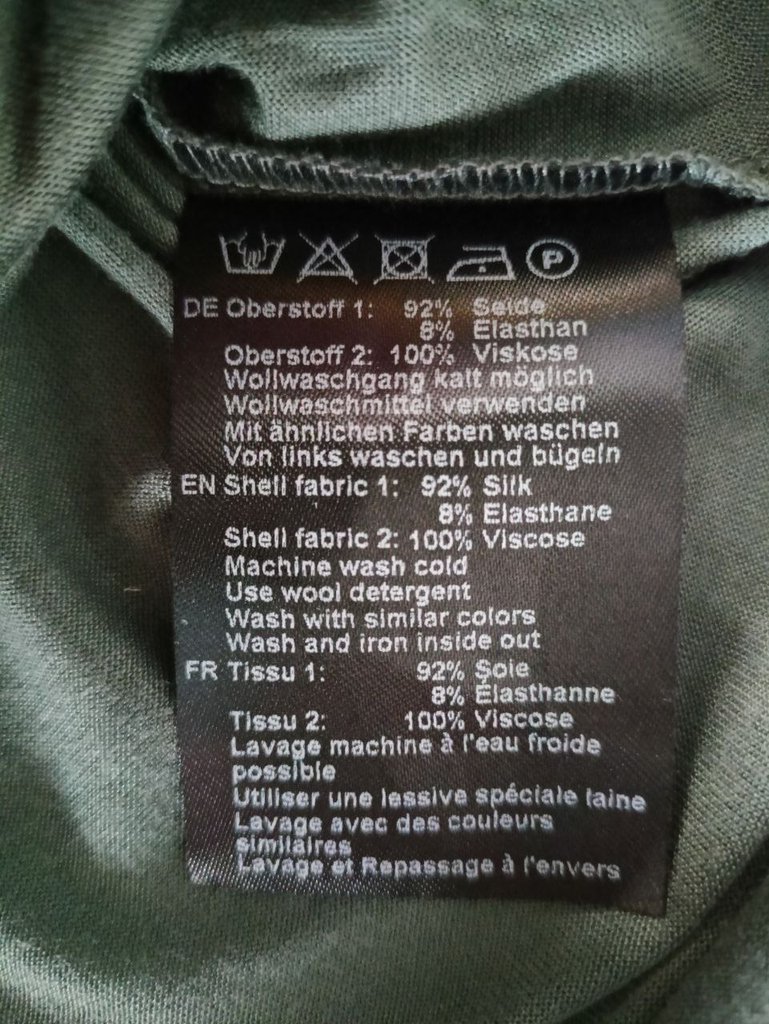 P
DE Oberstoff 1: 92% Seide
8% Elasthan
Oberstoff 2: 100% Viskose
Wollwaschgang kalt möglich
Wollwaschmittel verwenden
Mit ähnlichen Farben waschen
Von links waschen und bügeln
EN Shell fabric 1: 92% Silk
8% Elasthane
Shell fabric 2: 100% Viscose
Machine wash cold
Use wool detergent
Wash with similar colors
Wash and iron inside out
FR Tissu 1: 92% Soie
8% Élasthanne
Tissu 2: 100% Viscose
Lavage machine à l'eau froide
possible
Utiliser une lessive spéciale laine
Lavage avec des couleurs
similaires
Lavage et Repassage à l'envers